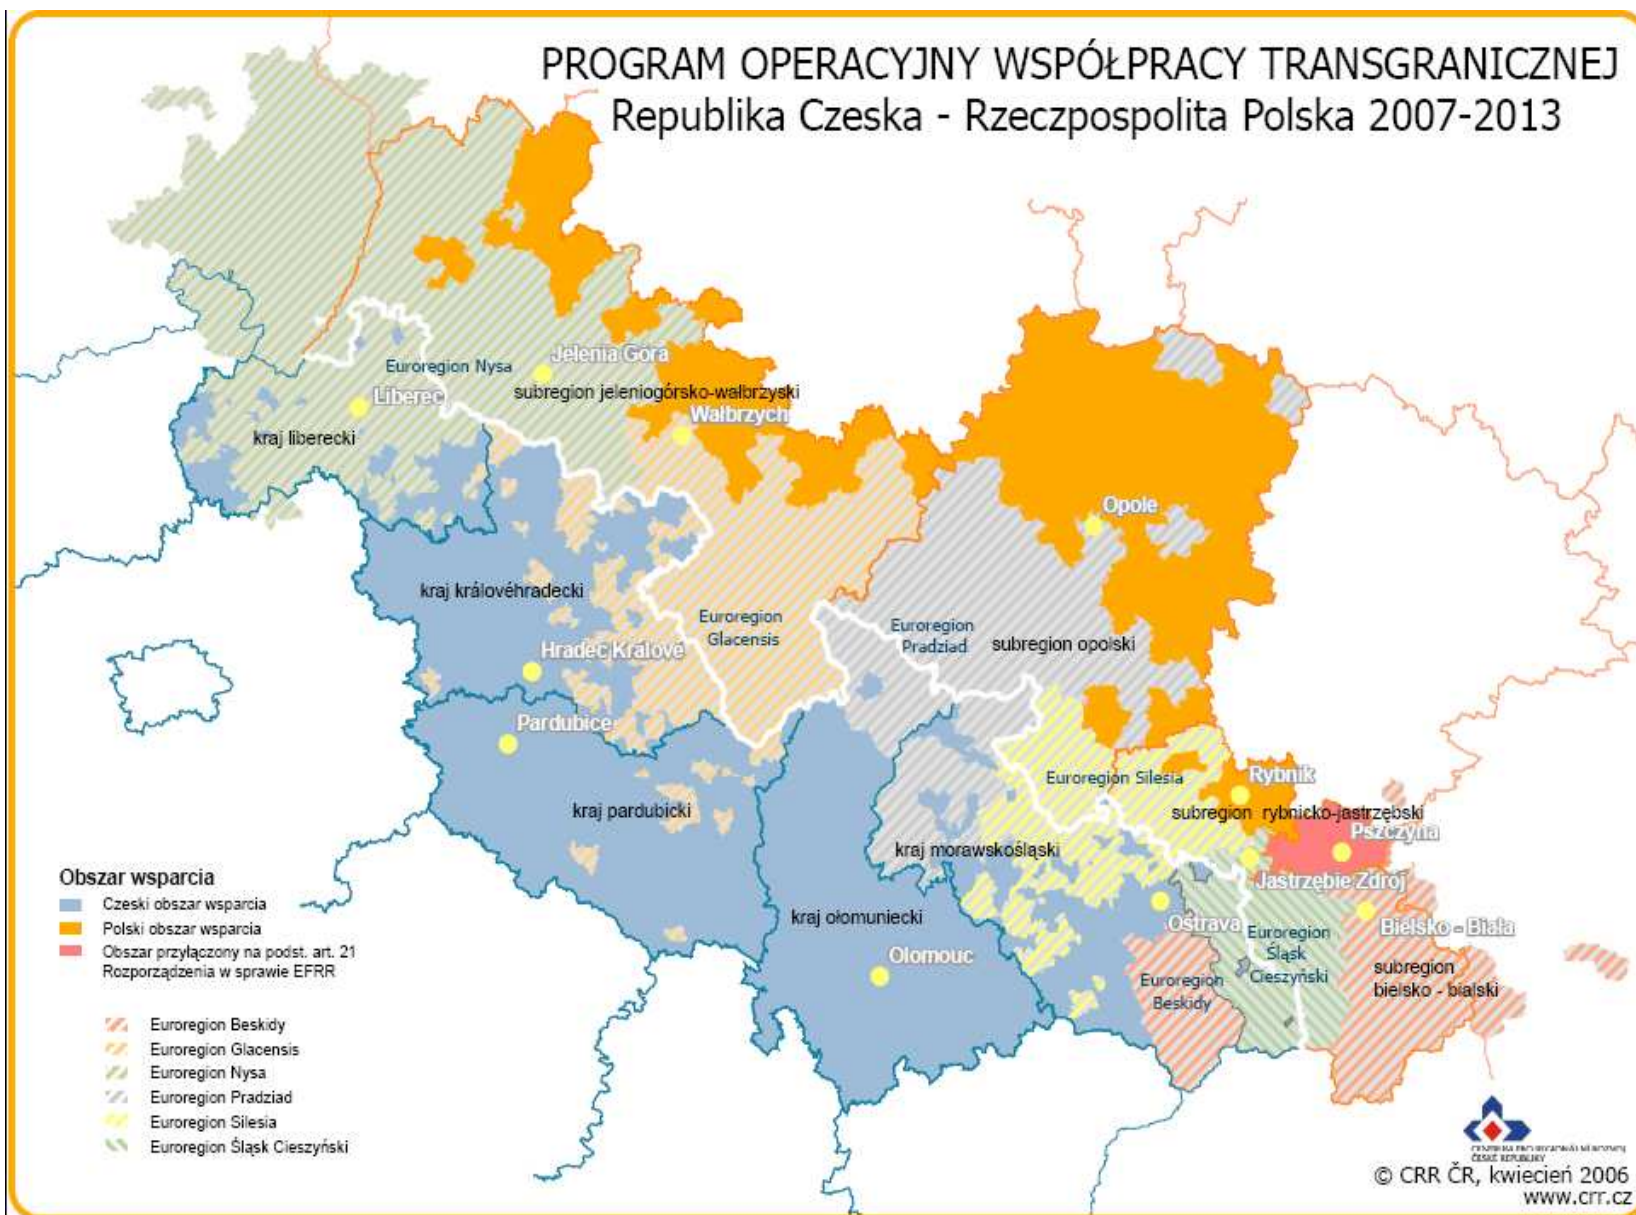 PROGRAM OPERACYJNY WSPÓŁPRACY TRANSGRANICZNEJ
Republika Czeska - Rzeczpospolita Polska 2007-2013
Jelenia Góra
Euroregion Nysa
subregion jeleniogórsko-wałbrzyski
Liberec
Wałbrzych
kraj liberecki
Opole
kraj královéhradecki
Euroregion
Glacensis
Euroregion
Pradziad
subregion opolski
Hradec Kralove
Pardubice
Euroregion Silesia
Rybnik
kraj pardubicki
subregion rybnicko-jastrzębski
Pszczyna
kraj morawskośląski
Jastrzębie Zdrój
kraj ołomuniecki
Ostrava
Bielsko - Biała
Euroregion
Śląsk
Cieszyński
Olomouc
Euroregion
Beskidy
subregion
bielsko - bialski
Obszar wsparcia
Czeski obszar wsparcia
Polski obszar wsparcia
Obszar przyłączony na podst. art. 21
Rozporządzenia w sprawie EFRR
Euroregion Beskidy
Euroregion Glacensis
Euroregion Nysa
Euroregion Pradziad
Euroregion Silesia
Euroregion Śląsk Cieszyński
ČESKÉ REPUBLIKY
© CRR ČR, kwiecień 2006
www.crr.cz